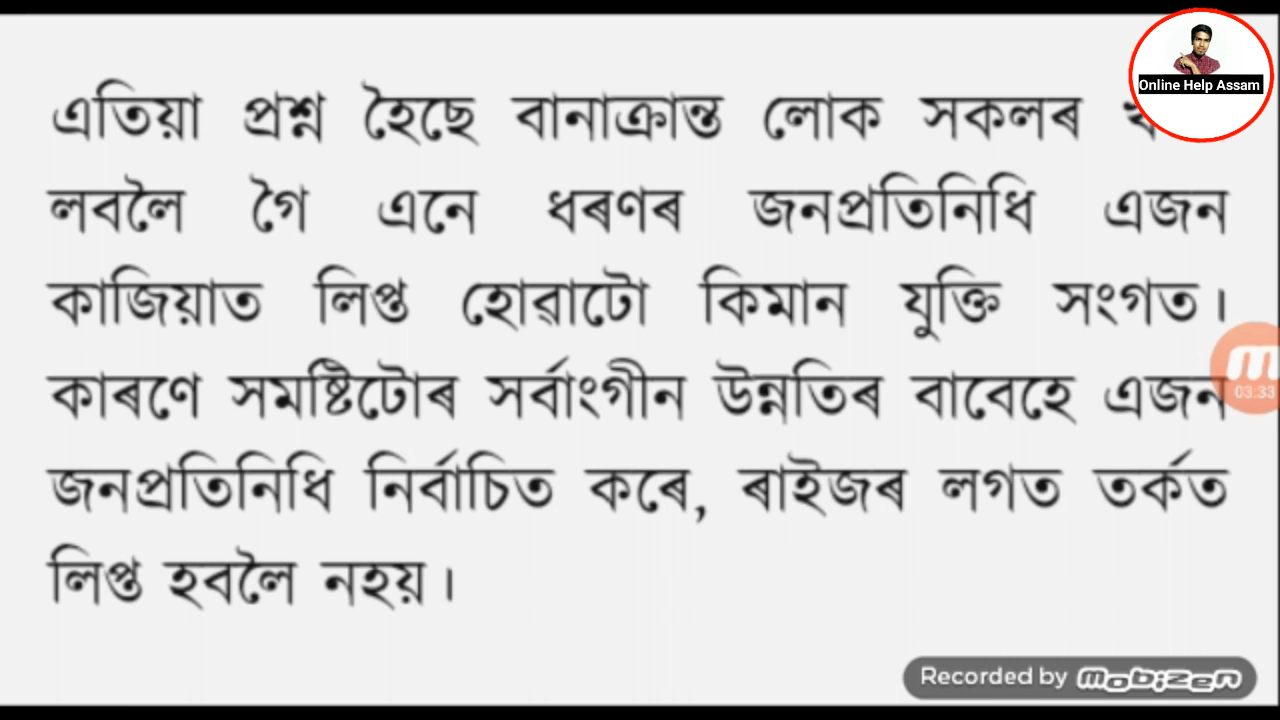 এতিয়া প্ৰশ্ন হৈছে বানাক্ৰান্ত লোক সকলৰ
Online Help Assam
লবলৈ গৈ এনে ধৰণৰ জনপ্ৰতিনিধি এজন
কাজিয়াত লিপ্ত হোৱাটো কিমান যুক্তি সংগত।
কাৰণে সমষ্টিটোৰ সৰ্বাংগীন উন্নতিৰ বাবেহে এজন
03:33
জনপ্ৰতিনিধি নিৰ্বাচিত কৰে, ৰাইজৰ লগত তৰ্কত
লিপ্ত হবলৈ নহয়।
Recorded by mobizen